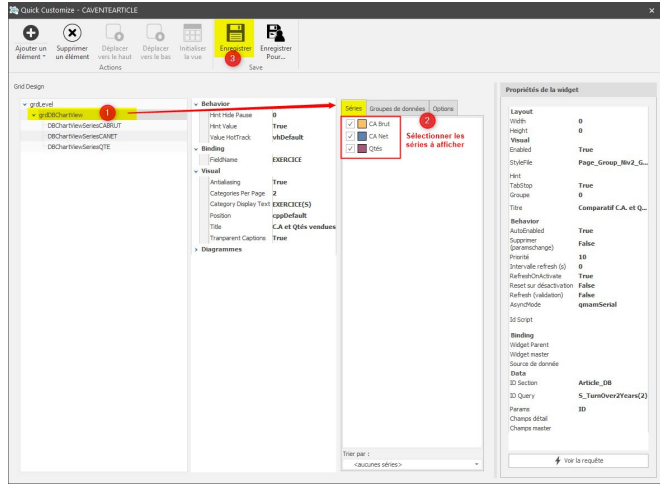 Quick Customize - CAVENTEARTICLE
Ajouter un élément
Supprimer un élément
Déplacer vers le haut
Déplacer vers le bas
Initialiser la vue
Enregistrer
Enregistrer Pour...
3
Actions
Save
Grid Design
grdLevel
grdDBChartView
1
DBChartViewSeriesCABRUT
DBChartViewSeriesCANET
DBChartViewSeriesQTE
Behavior
Hint Hide Pause 0
Hint Value True
Value HotTrack vhDefault
Binding
FieldName EXERCICE
Visual
Antialiasing True
Categories Per Page 2
Category Display Text EXERCICE(S)
Position cppDefault
Title C.A et Qtés vendues
Tranparent Captions True
Diagrammes
Séries Groupes de données Options
2
CA Brut
CA Net
Qtés
Sélectionner les
séries à afficher
Trier par :
<aucunes séries>
Propriétés de la widget
Layout
Width 0
Height 0
Visual
Enabled True
StyleFile Page_Group_Niv2_G...
Hint
TabStop True
Groupe 0
Titre Comparatif C.A. et Q...
Behavior
AutoEnabled True
Supprimer
(paramschange) False
Priorité 10
Intervalle refresh (s) 0
RefreshOnActivate True
Reset sur désactivation False
Refresh (validation) False
AsyncMode qmamSerial
Id Script
Binding
Widget Parent
Widget master
Source de donnée
Data
ID Section Article_DB
ID Query S_TurnOver2Years(2)
Params ID
Champs détail
Champs master
Voir la requête